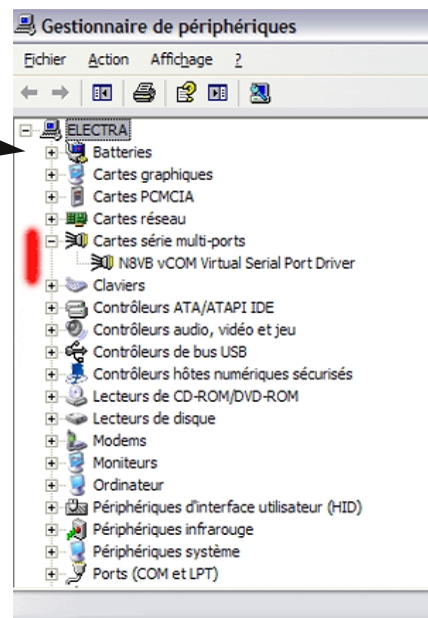 Gestionnaire de périphériques
Fichier Action Affichage ?
ELECTRA
Batteries
Cartes graphiques
Cartes PCMCIA
Cartes réseau
Cartes série multi-ports
N8VB vCOM Virtual Serial Port Driver
Claviers
Contrôleurs ATA/ATAPI IDE
Contrôleurs audio, vidéo et jeu
Contrôleurs de bus USB
Contrôleurs hôtes numériques sécurisés
Lecteurs de CD-ROM/DVD-ROM
Lecteurs de disque
Modems
Moniteurs
Ordinateur
Périphériques d'interface utilisateur (HID)
Périphériques infrarouge
Périphériques système
Ports (COM et LPT)